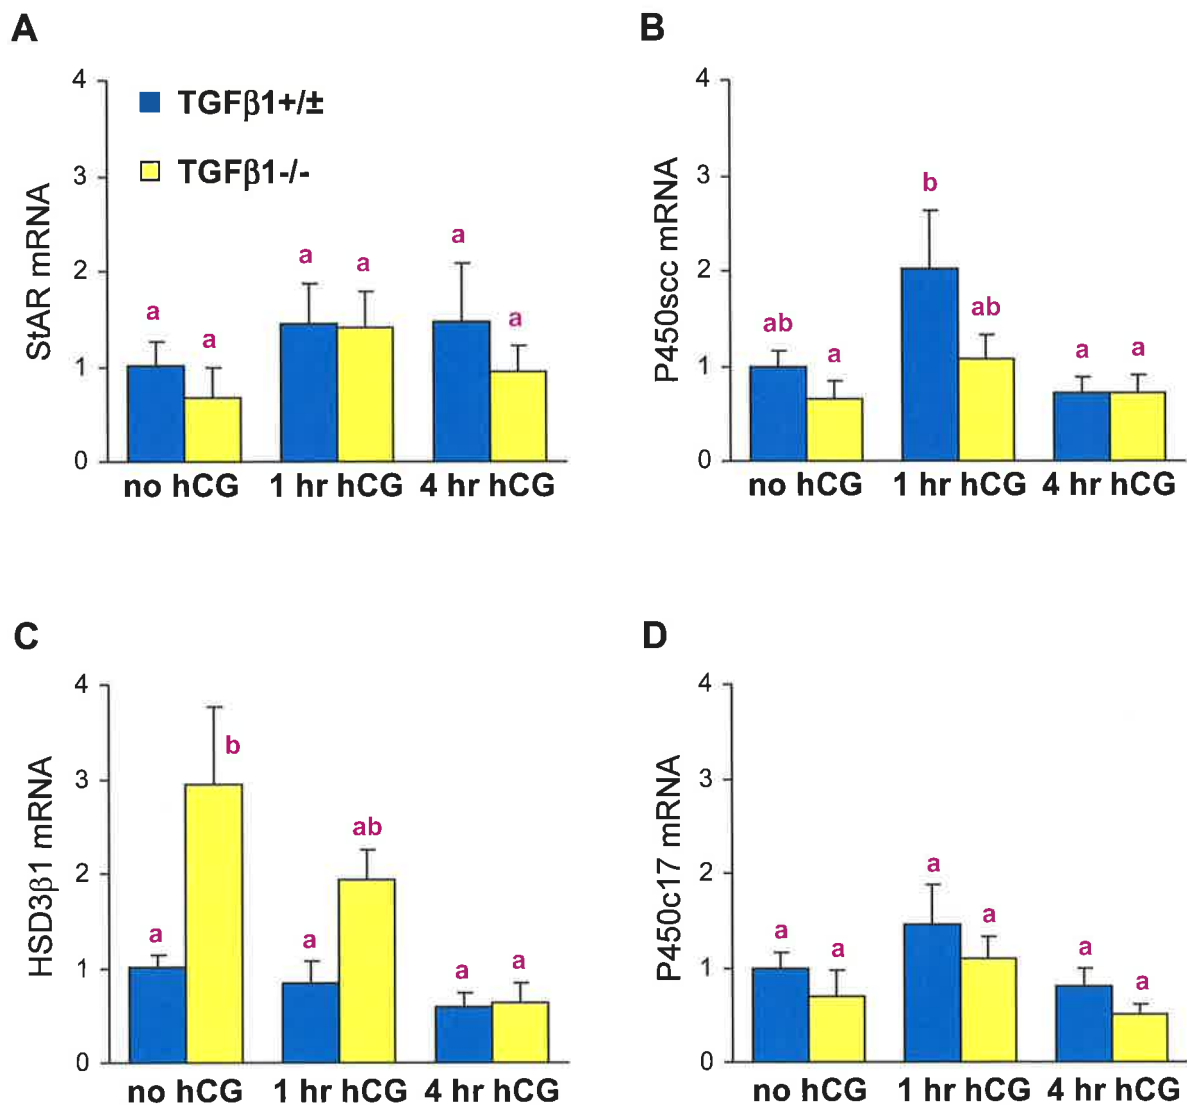 A
B
StAR mRNA
4
3
2
1
0
TGFβ1+/±
TGFβ1-/-
a
a
a
a
a
a
no hCG
1 hr hCG
4 hr hCG
P450scc mRNA
4
3
2
1
0
ab
a
b
ab
a
a
no hCG
1 hr hCG
4 hr hCG
C
D
HSD3β1 mRNA
4
3
2
1
0
a
b
a
ab
a
a
no hCG
1 hr hCG
4 hr hCG
P450c17 mRNA
4
3
2
1
0
a
a
a
a
a
a
no hCG
1 hr hCG
4 hr hCG